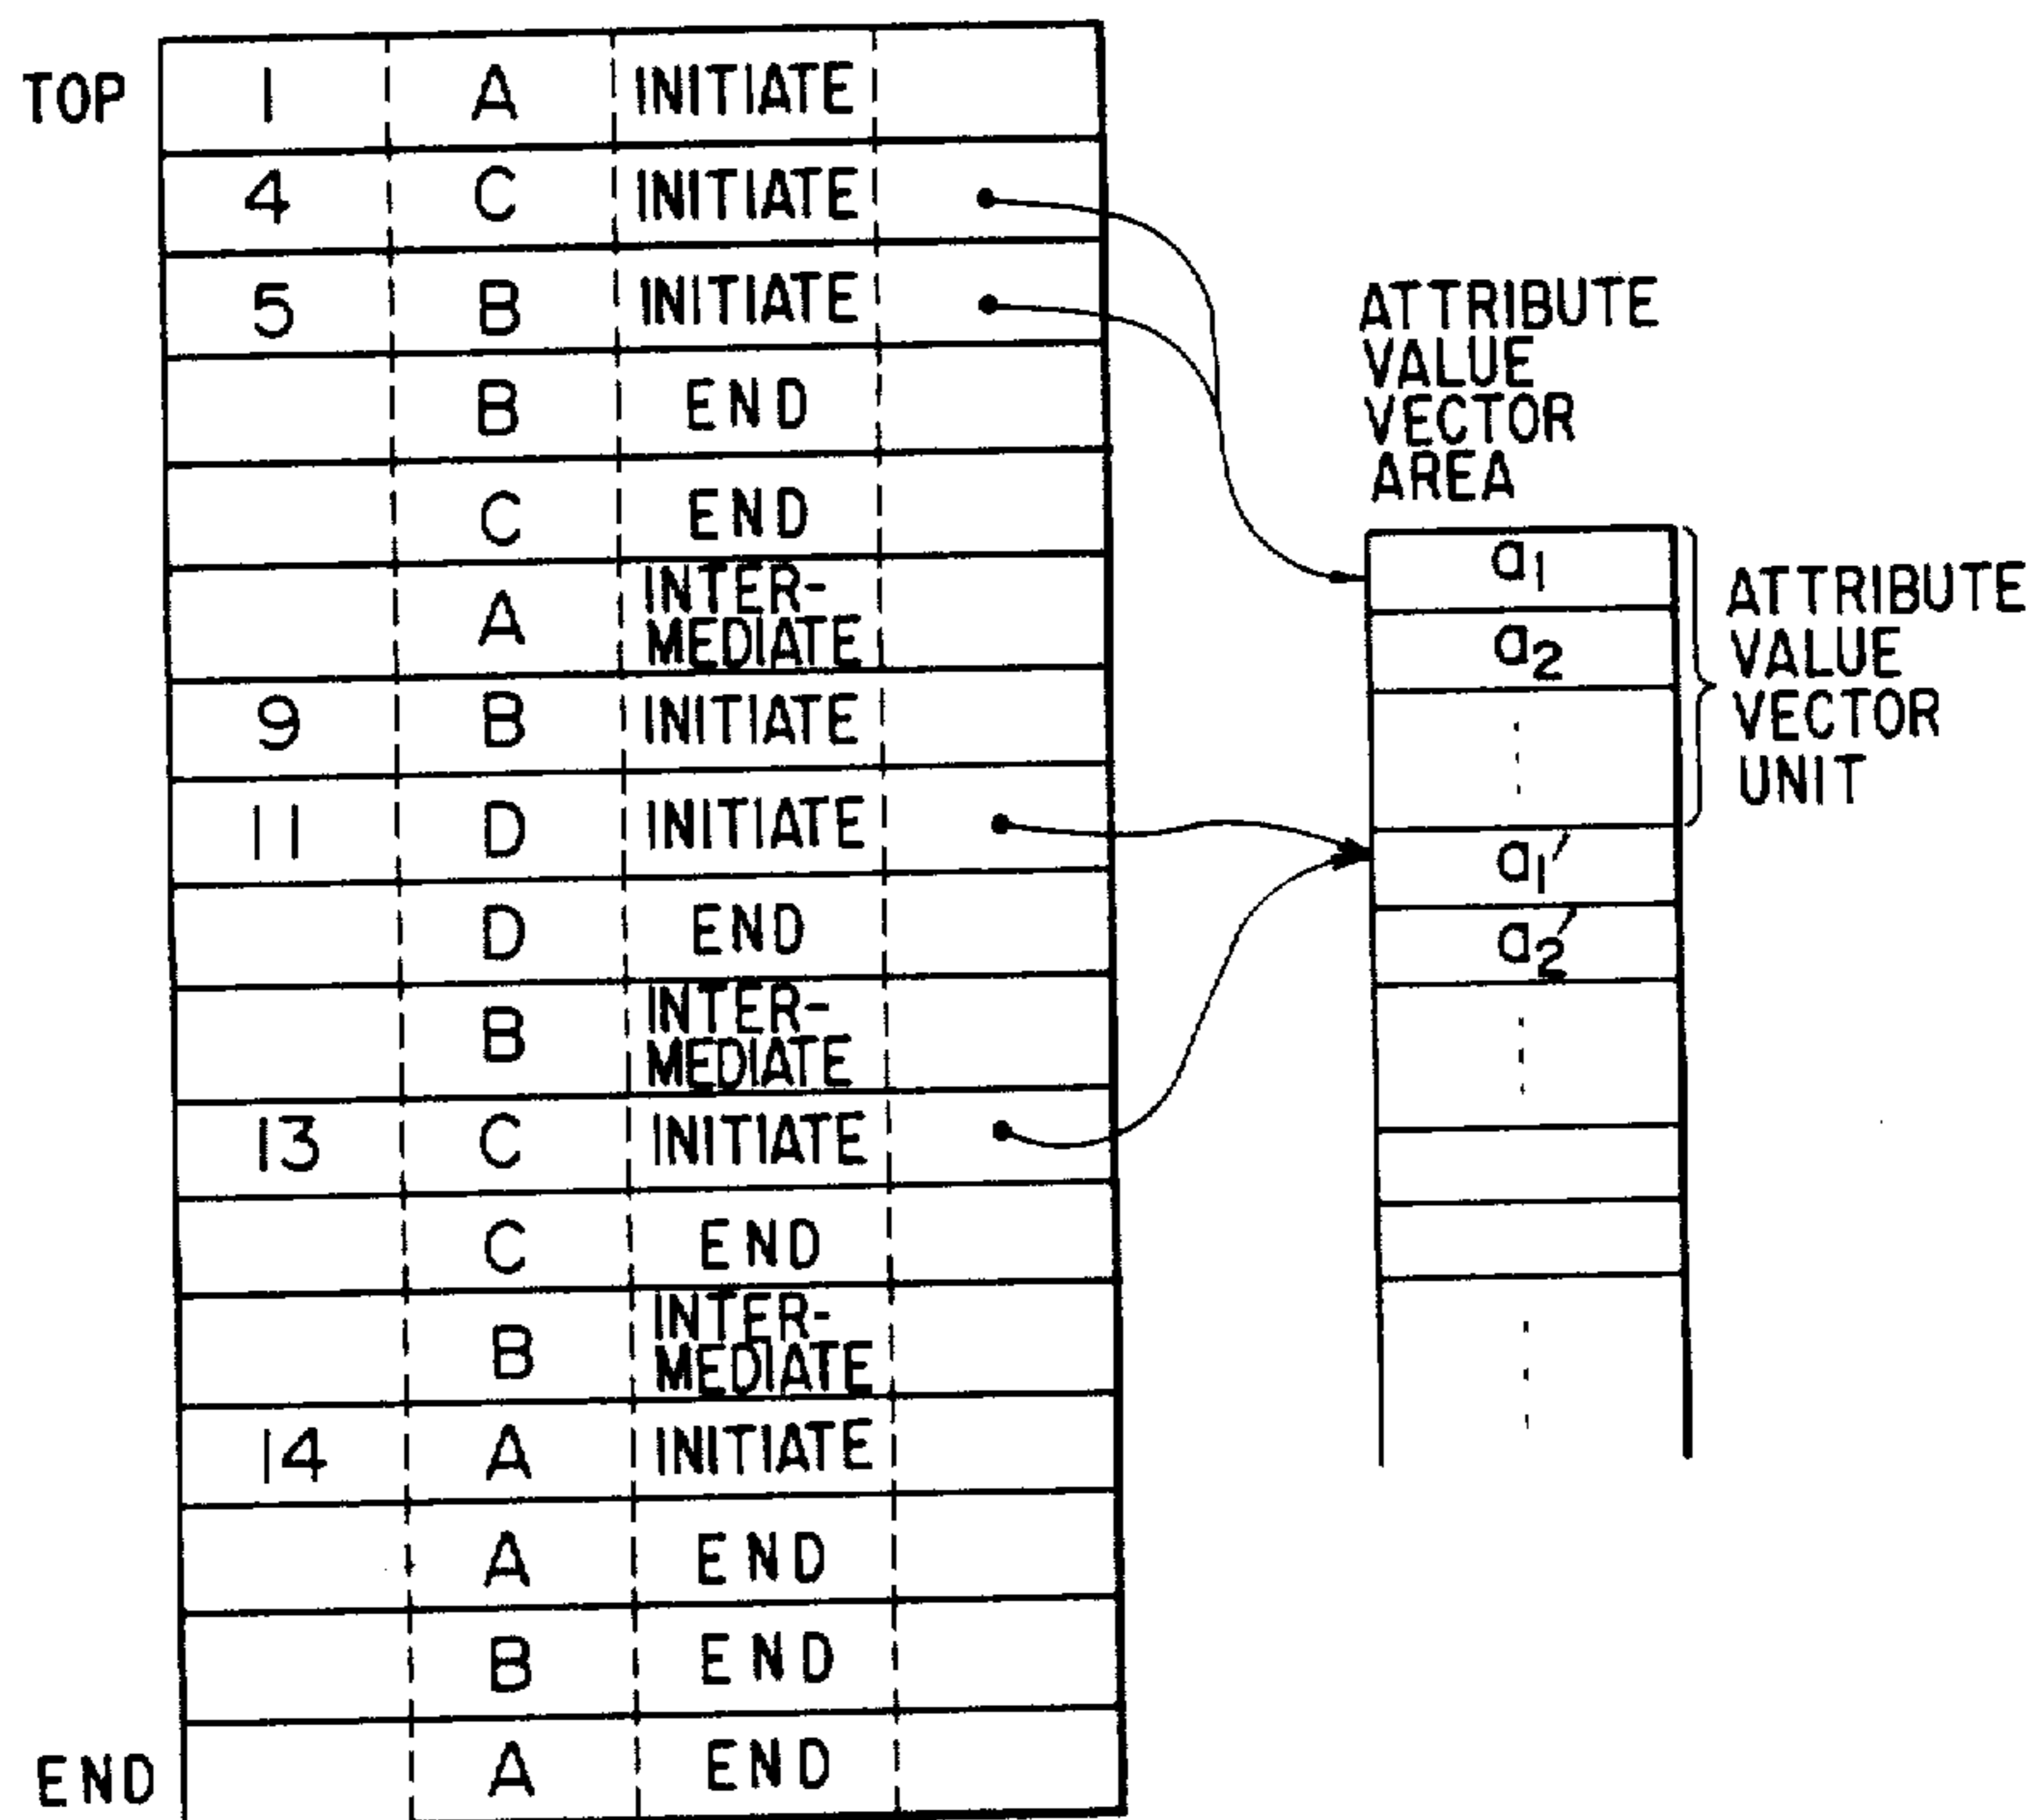 TOP 1 A INITIATE
4 C INITIATE
5 B INITIATE
B END
C END
A INTER-
MEDIATE
9 B INITIATE
11 D INITIATE
D END
B INTER-
MEDIATE
13 C INITIATE
C END
B INTER-
MEDIATE
14 A INITIATE
A END
B END
END A END
ATTRIBUTE
VALUE
VECTOR
AREA
a1
a2
a1′
a2′
ATTRIBUTE
VALUE
VECTOR
UNIT